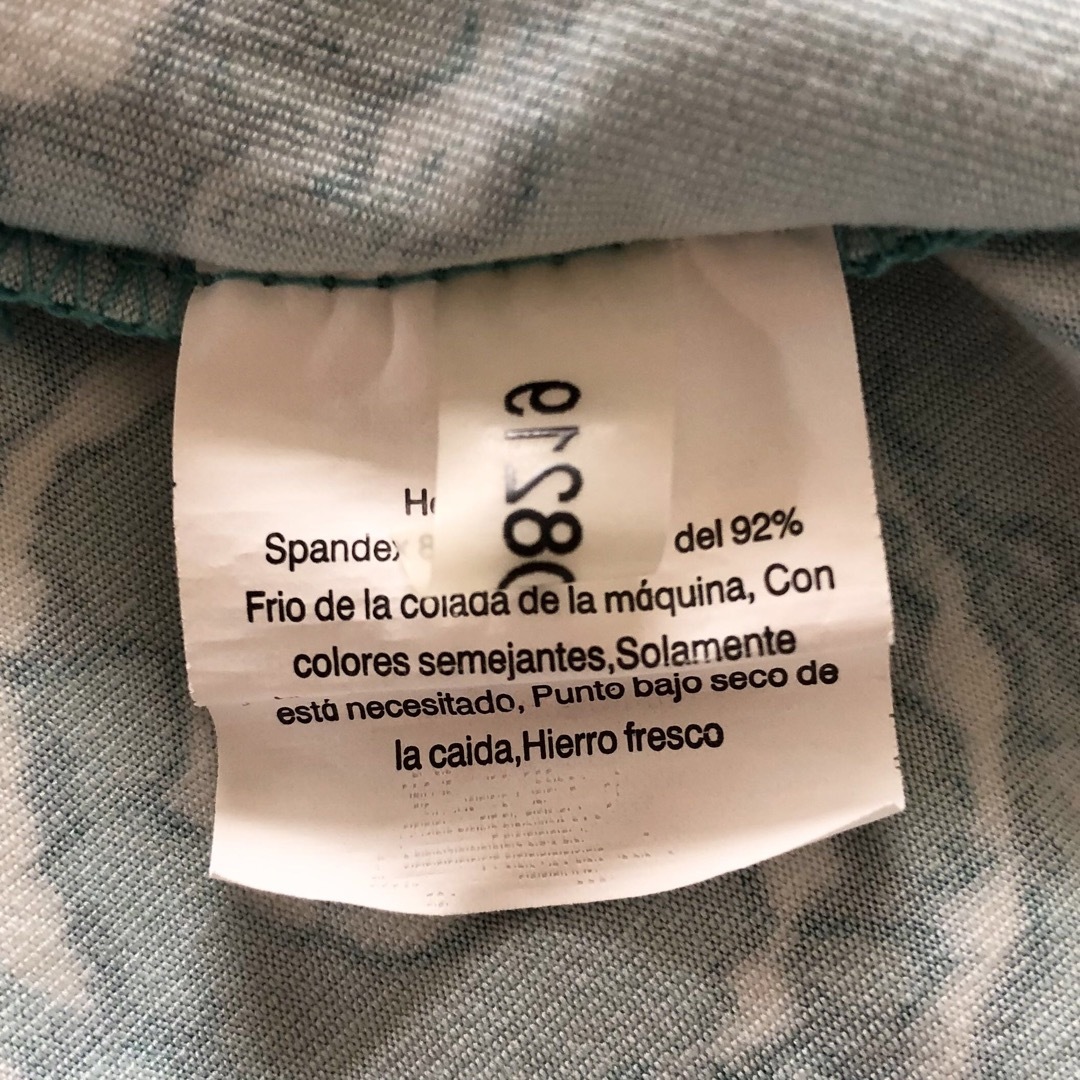 Spandex 8 del 92%
Frio de la colada de la máquina, Con
colores semejantes,Solamente
está necesitado, Punto bajo seco de
la caida,Hierro fresco